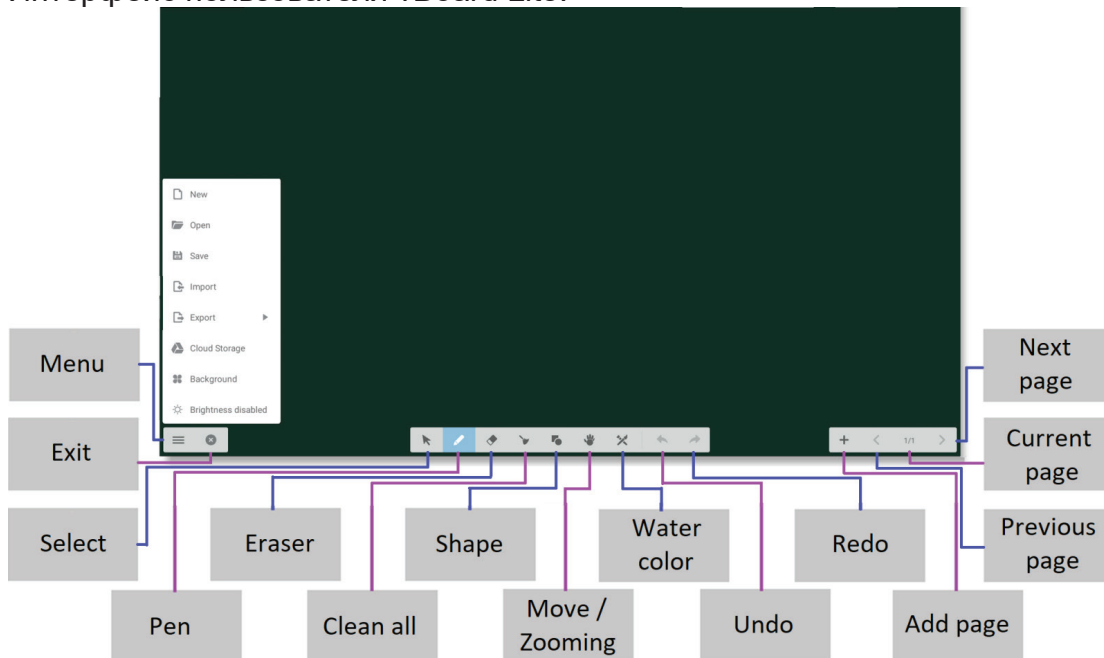 New
Open
Save
Import
Export
Cloud Storage
Background
Brightness disabled
1/1
Menu
Exit
Select
Pen
Eraser
Clean all
Shape
Move /
Zooming
Water
color
Undo
Redo
Add page
Next
page
Current
page
Previous
page